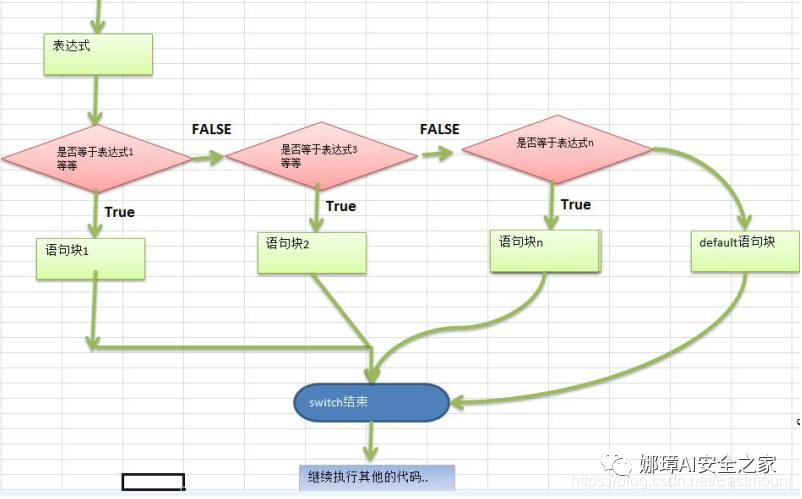 表达式
FALSE
FALSE
是否等于表达式1
等等
是否等于表达式3
等等
是否等于表达式n
True
True
True
语句块1
语句块2
语句块n
default语句块
switch结束
继续执行其他的代码..
娜璋AI安全之家
https://blog.csdn.net/Eastmount